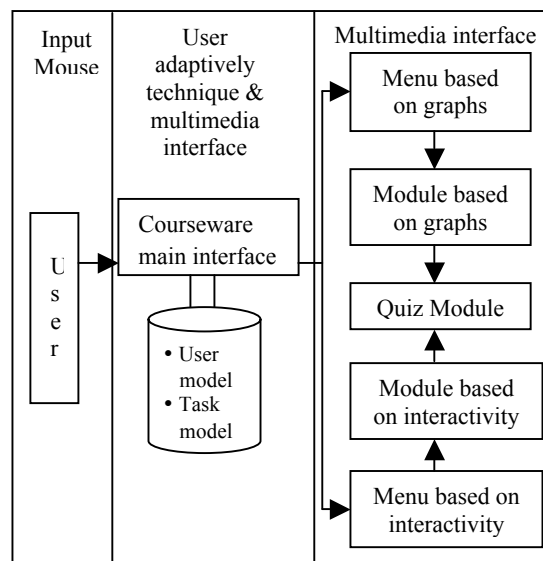 Input
Mouse
User
adaptively
technique &
multimedia
interface
Multimedia interface
U
s
e
r
Courseware
main interface
• User
model
• Task
model
Menu based
on graphs
Module based
on graphs
Quiz Module
Module based
on interactivity
Menu based on
interactivity